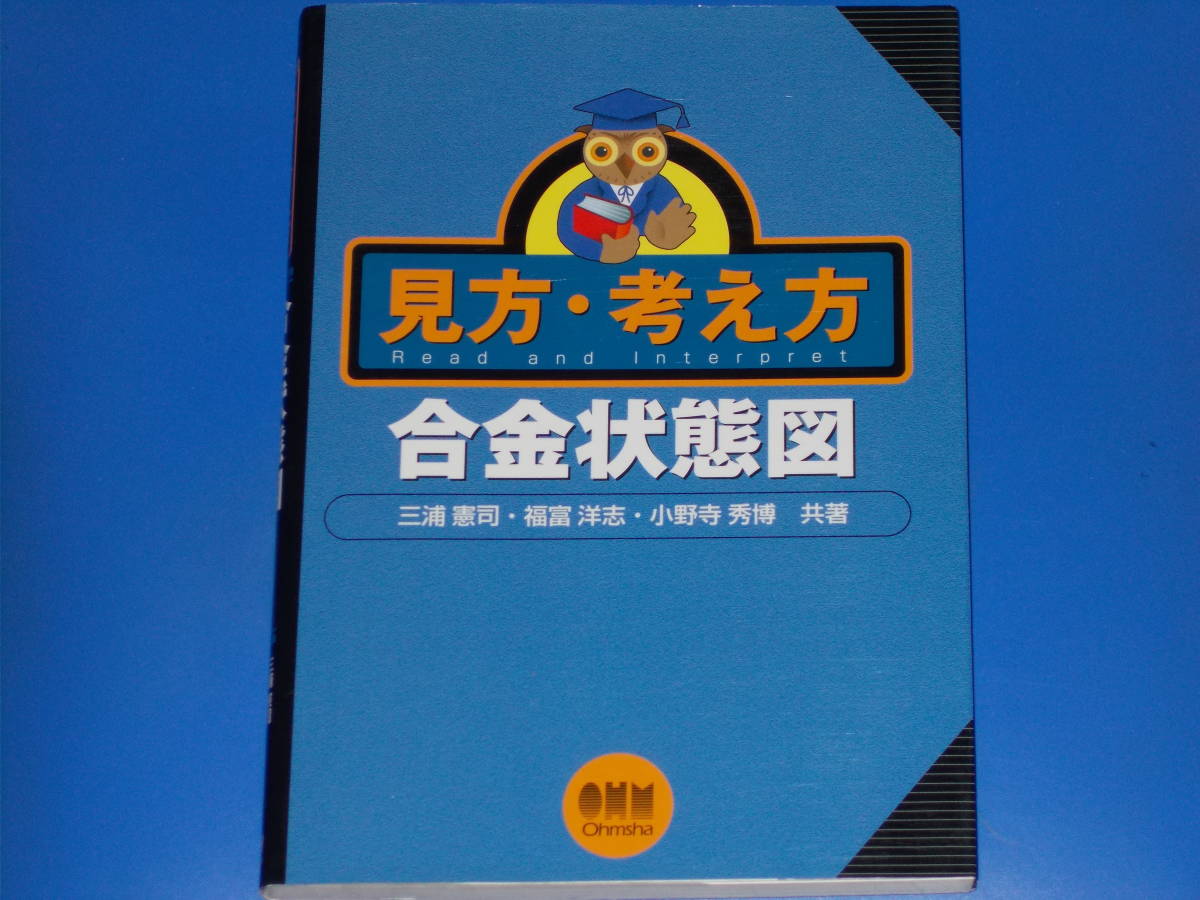 見方・考え方
Read and Interpret
合金状態図
三浦 憲司・福富 洋志・小野寺 秀博　共著
OHM
Ohmsha